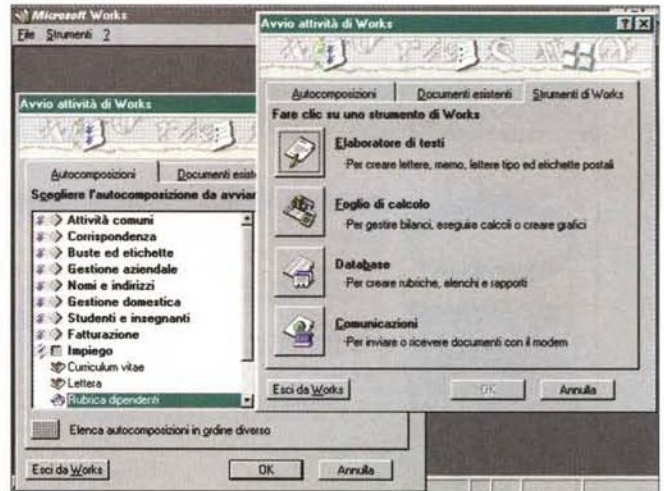 Microsoft Works
File Strumenti ?
Avvio attività di Works
Autocomposizioni Documenti esist
Scegliere l'autocomposizione da avviar
Attività comuni
Corrispondenza
Buste ed etichette
Gestione aziendale
Nomi e indirizzi
Gestione domestica
Studenti e insegnanti
Fatturazione
Impiego
Curiculum vitae
Lettera
Rubrica dipendenti
Elenca autocomposizioni in ordine diverso
Esci da Works OK Annulla
Avvio attività di Works
Autocomposizioni Documenti esistenti Strumenti di Works
Fare clic su uno strumento di Works
Elaboratore di testi
Per creare lettere, memo, lettere tipo ed etichette postali
Foglio di calcolo
Per gestire bilanci, eseguire calcoli o creare grafici
Database
Per creare rubriche, elenchi e rapporti
Comunicazioni
Per inviare o ricevere documenti con il modem
Esci da Works OK Annulla